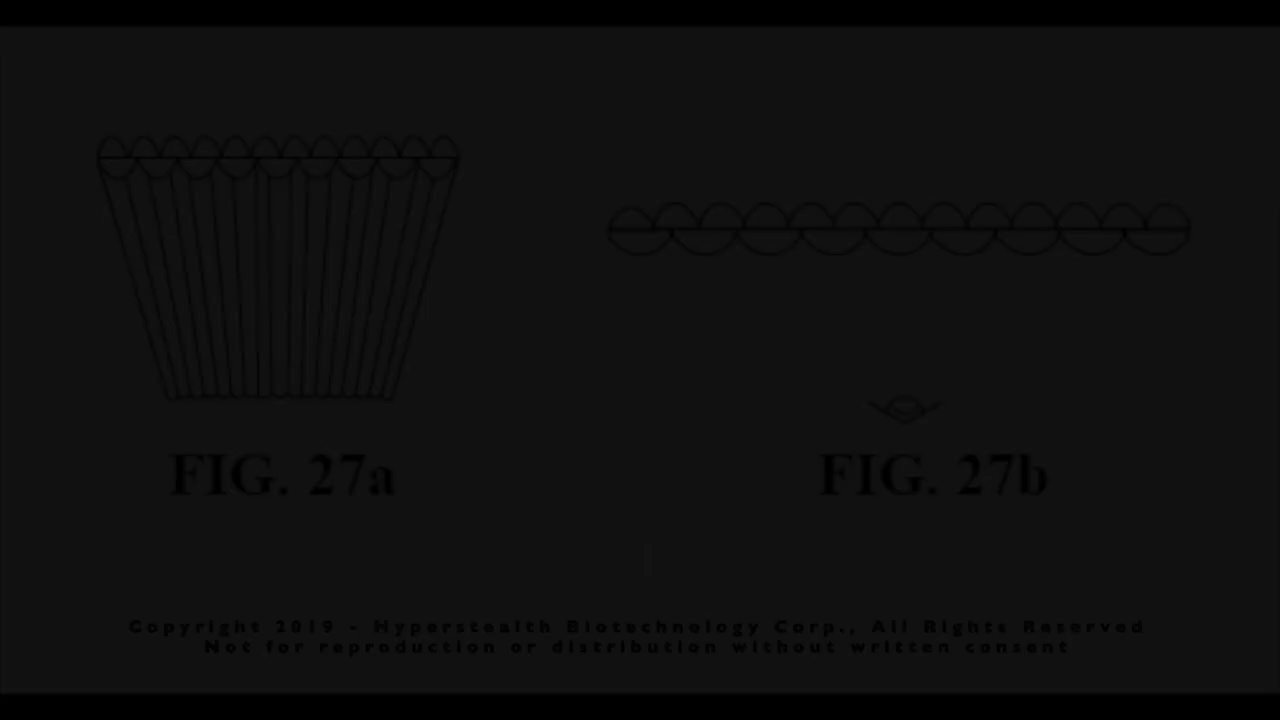 FIG. 27a
FIG. 27b
Copyright 2019 - Hyperstealth Biotechnology Corp., All Rights Reserved
Not for reproduction or distribution without written consent